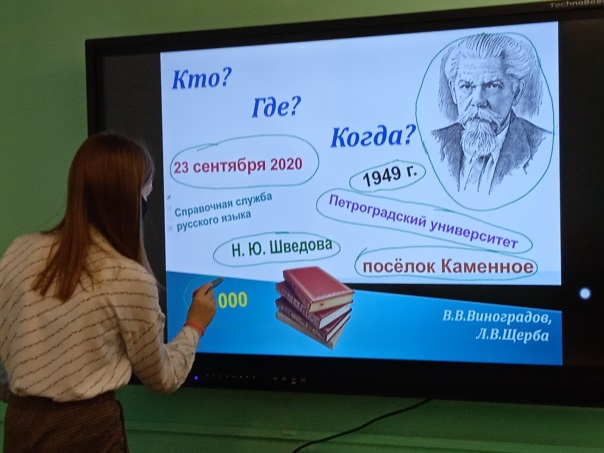 Кто?
Где?
Когда?
23 сентября 2020
1949 г.
Справочная служба
русского языка
Петроградский университет
Н. Ю. Шведова
посёлок Каменное
000
В.В.Виноградов,
Л.В.Щерба